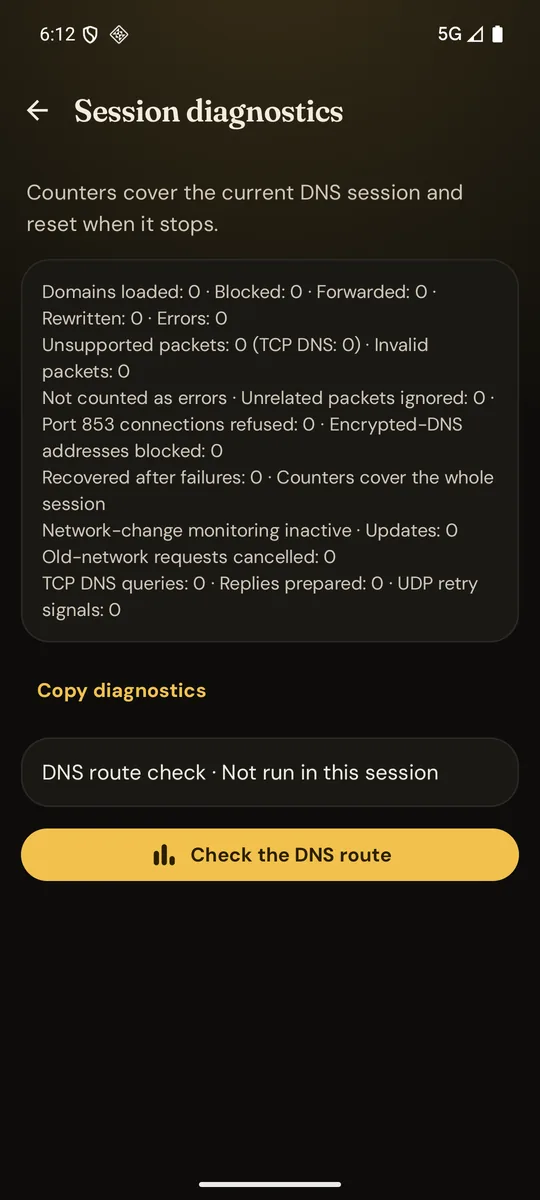 6:12
5G
Session diagnostics
Counters cover the current DNS session and
reset when it stops.
Domains loaded: 0 · Blocked: 0 · Forwarded: 0 ·
Rewritten: 0 · Errors: 0
Unsupported packets: 0 (TCP DNS: 0) · Invalid
packets: 0
Not counted as errors · Unrelated packets ignored: 0 ·
Port 853 connections refused: 0 · Encrypted-DNS
addresses blocked: 0
Recovered after failures: 0 · Counters cover the whole
session
Network-change monitoring inactive · Updates: 0
Old-network requests cancelled: 0
TCP DNS queries: 0 · Replies prepared: 0 · UDP retry
signals: 0
Copy diagnostics
DNS route check · Not run in this session
Check the DNS route